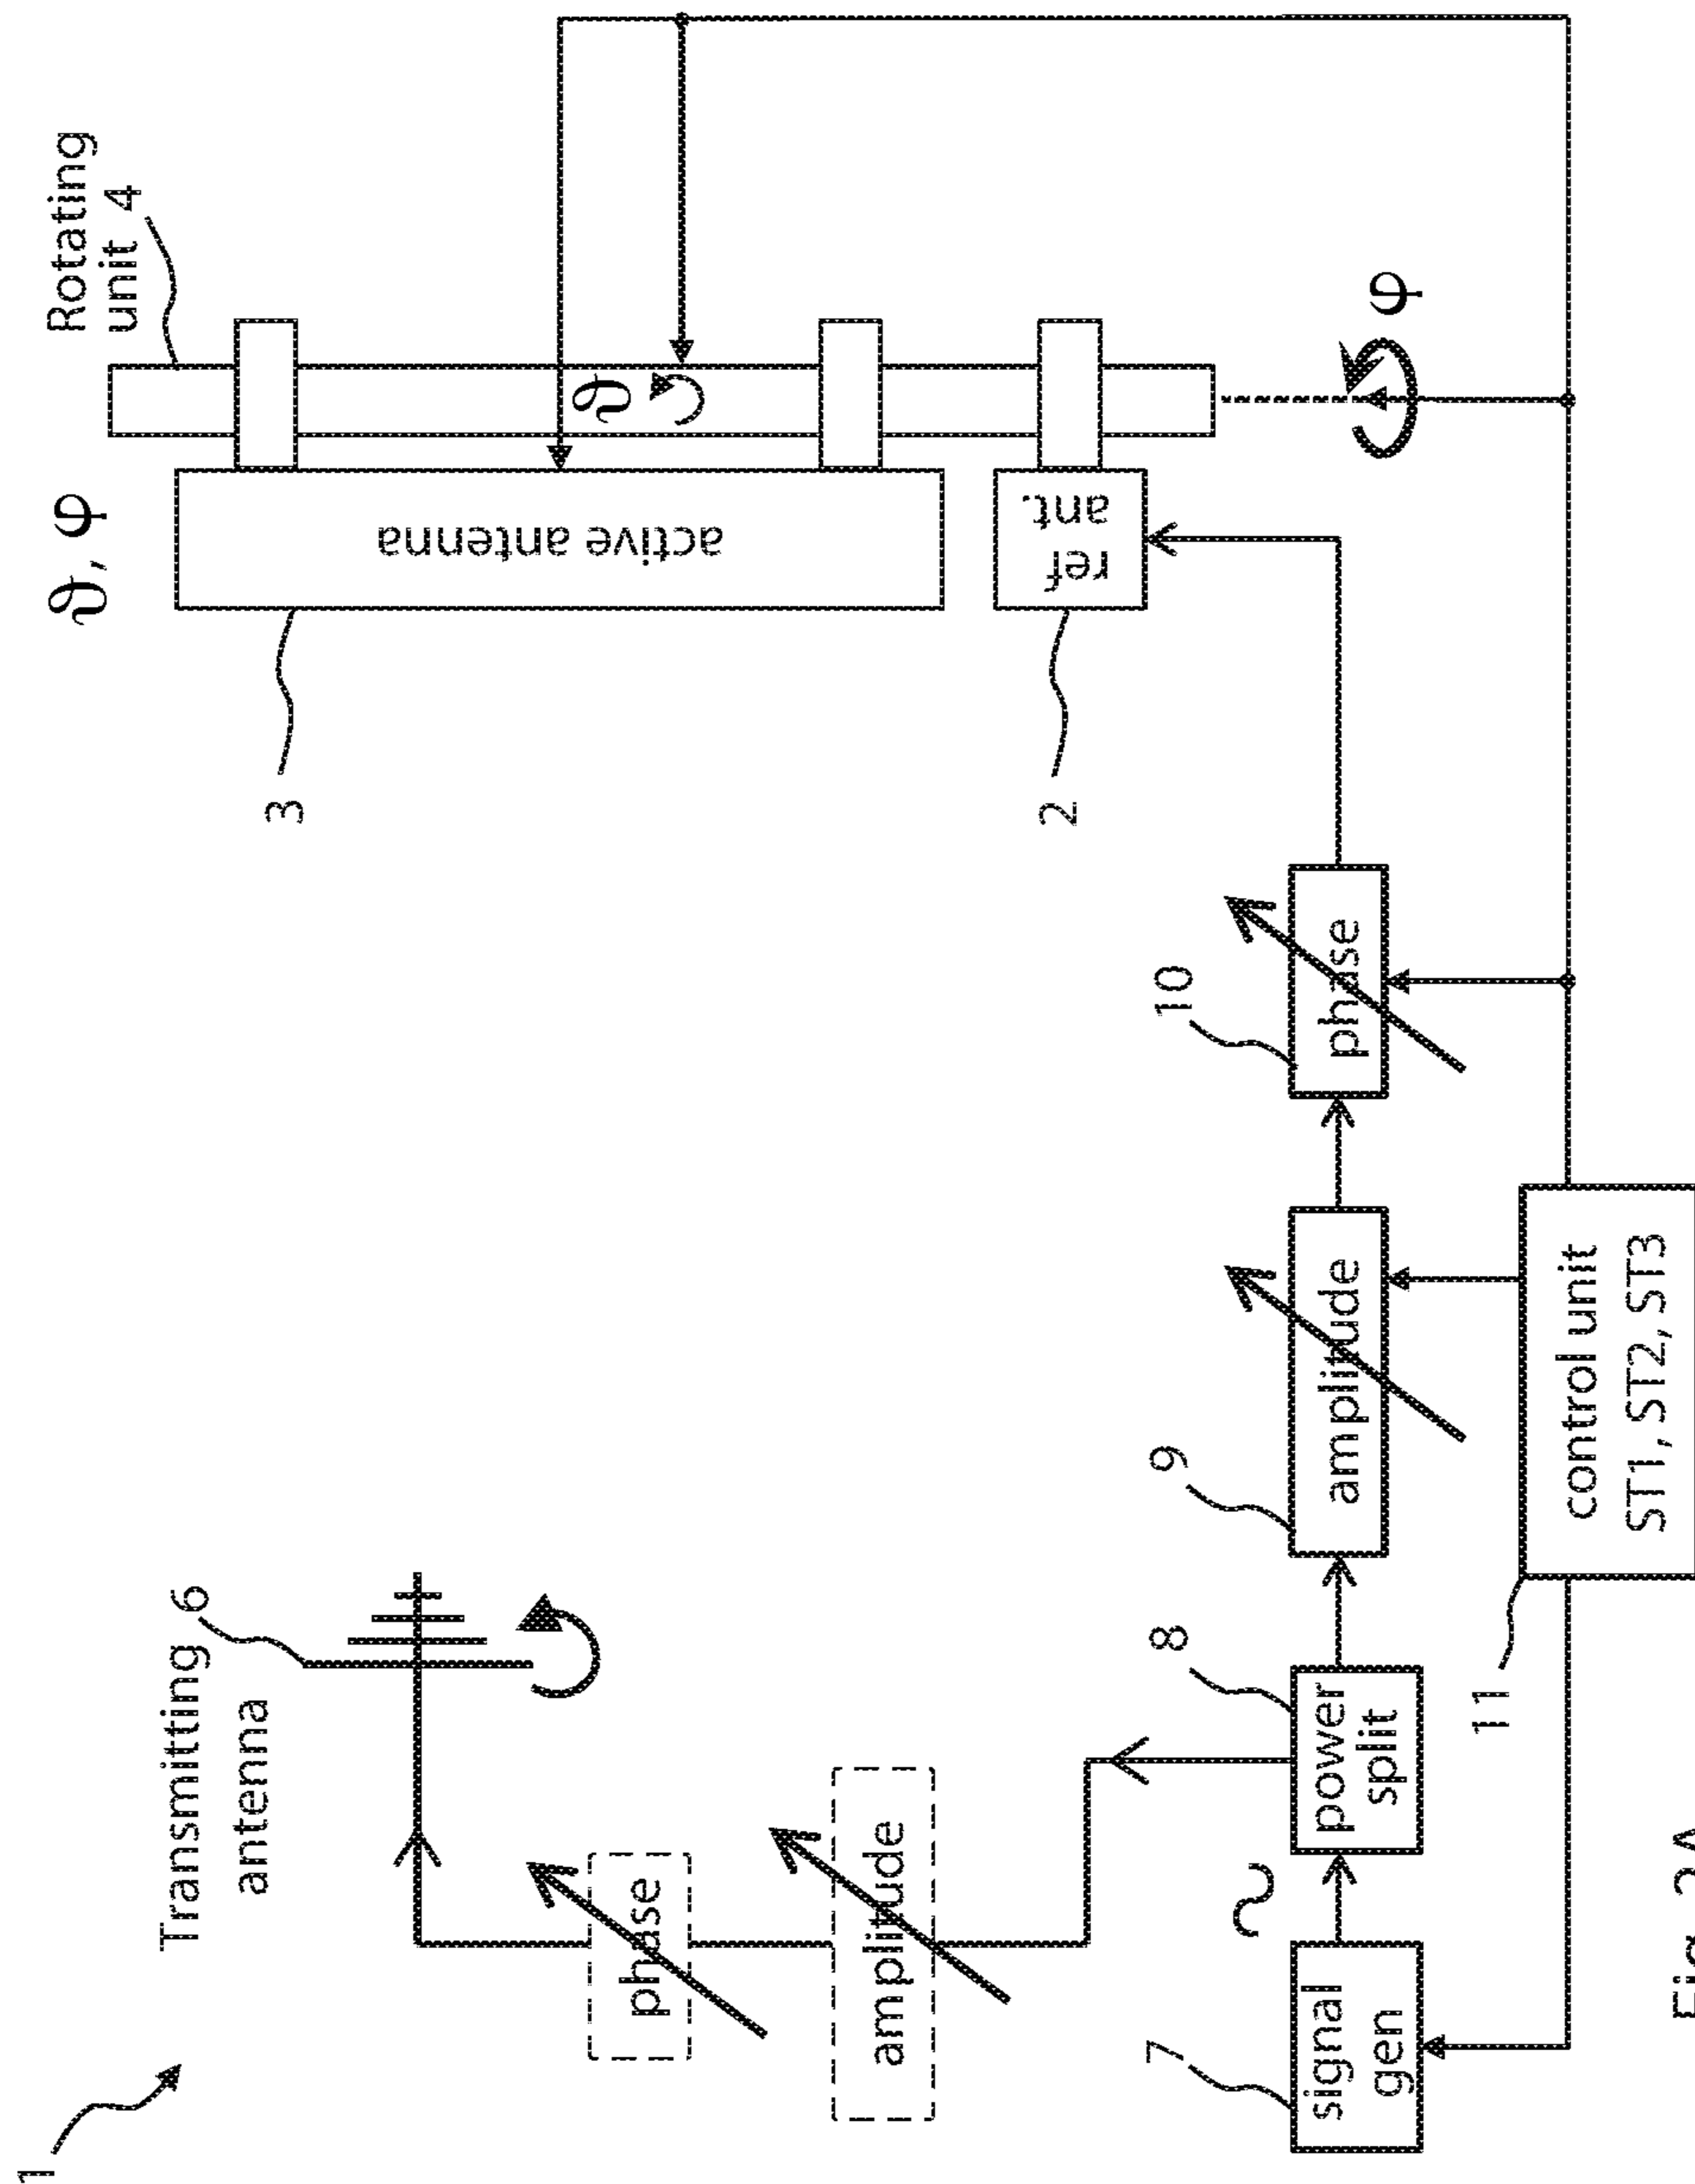 1
Transmitting
antenna
6
phase
amplitude
ϑ, φ
Rotating
unit 4
active antenna
3
ϑ
ref
ant.
2
φ
7
signal
gen
8
power
split
9
amplitude
10
phase
11
control unit
ST1, ST2, ST3